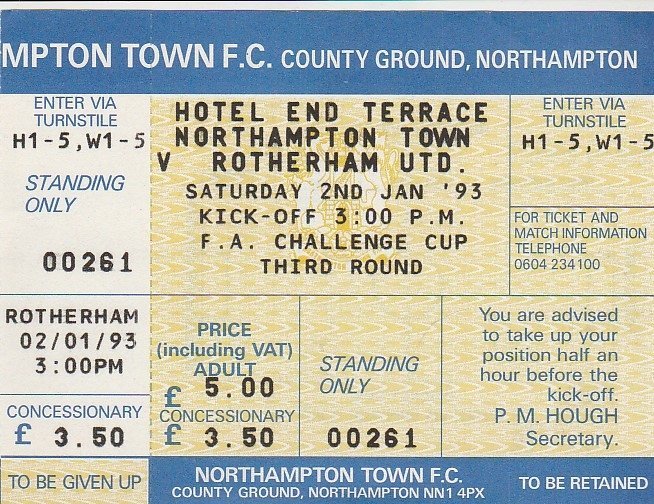 MPTON TOWN F.C. COUNTY GROUND, NORTHAMPTON
ENTER VIA
TURNSTILE
H1-5,W1-5
STANDING
ONLY
00261
HOTEL END TERRACE
NORTHAMPTON TOWN
V ROTHERHAM UTD.
SATURDAY 2ND JAN '93
KICK-OFF 3:00 P.M.
F.A. CHALLENGE CUP
THIRD ROUND
ENTER VIA
TURNSTILE
H1-5,W1-5
FOR TICKET AND
MATCH INFORMATION
TELEPHONE
0604 234100
ROTHERHAM
02/01/93
3:00PM
CONCESSIONARY
£ 3.50
PRICE
(including VAT)
ADULT
£ 5.00
CONCESSIONARY
£ 3.50
STANDING
ONLY
00261
You are advised
to take up your
position half an
hour before the
kick-off.
P. M. HOUGH
Secretary.
TO BE GIVEN UP
NORTHAMPTON TOWN F.C.
COUNTY GROUND, NORTHAMPTON NN1 4PX
TO BE RETAINED